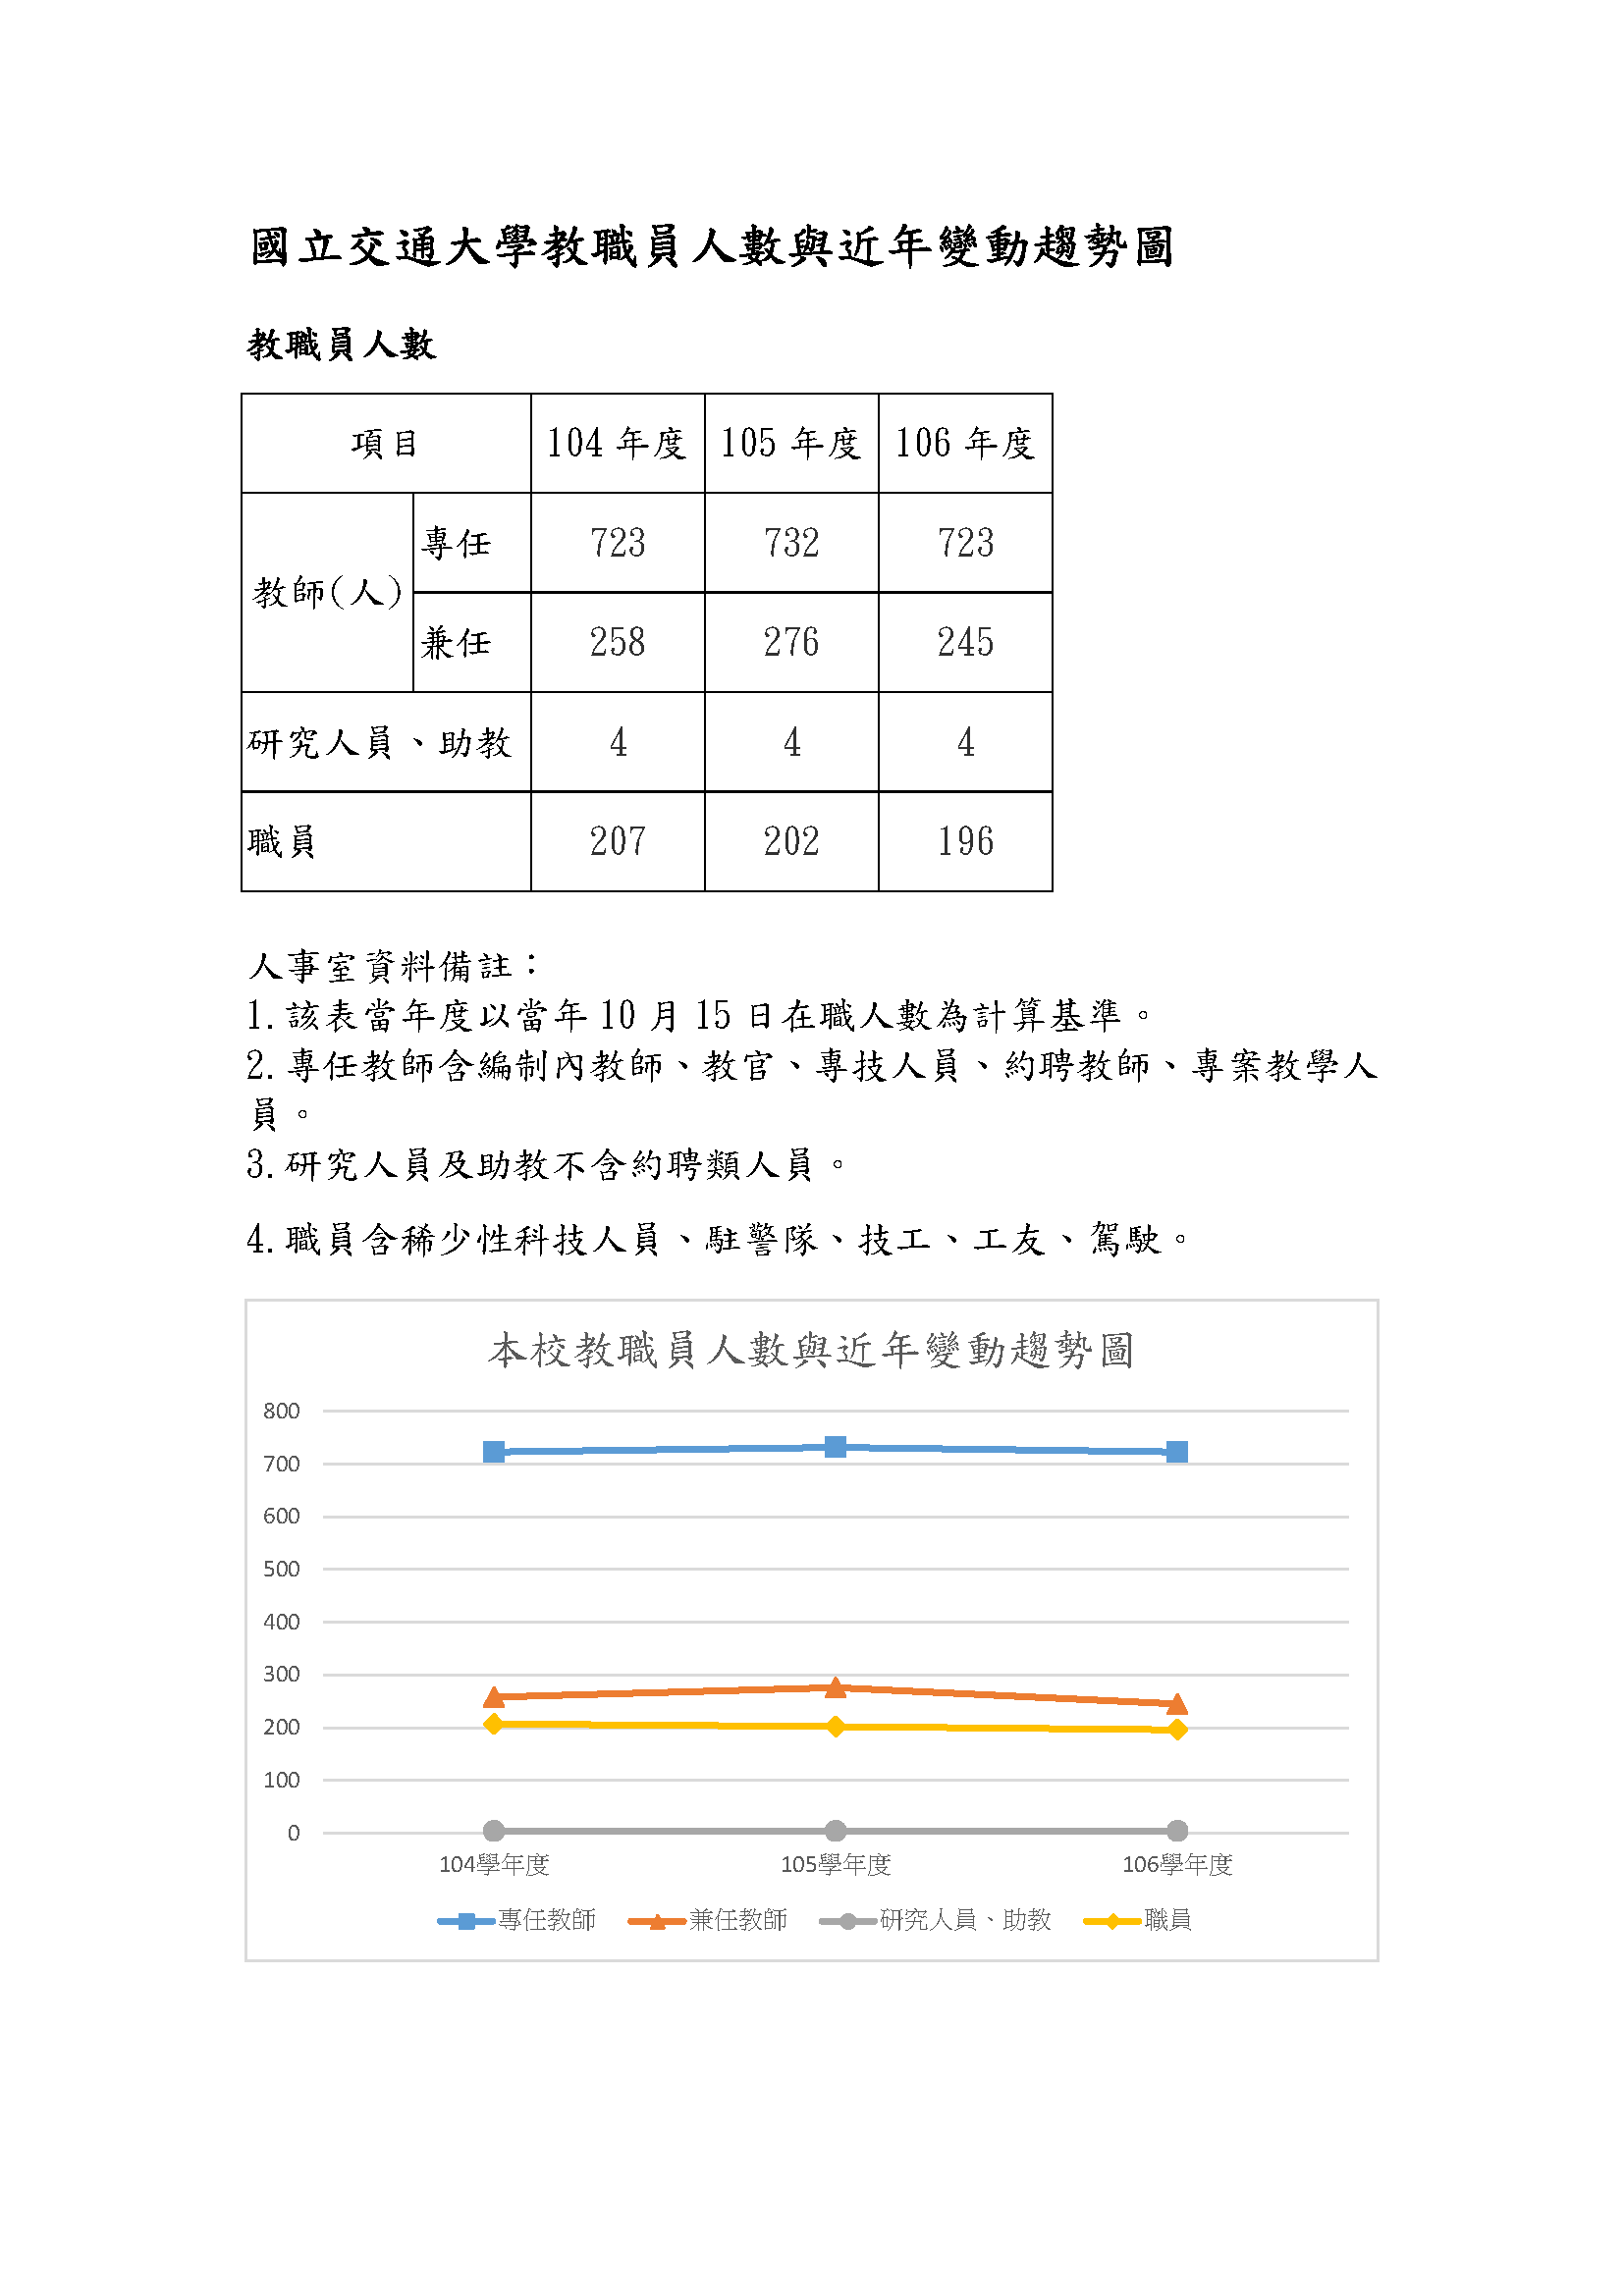 國立交通大學教職員人數與近年變動趨勢圖
教職員人數
項目 104 年度 105 年度 106 年度
教師(人) 專任 723 732 723
兼任 258 276 245
研究人員、助教 4 4 4
職員 207 202 196
人事室資料備註：
1.該表當年度以當年 10 月 15 日在職人數為計算基準。
2.專任教師含編制內教師、教官、專技人員、約聘教師、專案教學人
員。
3.研究人員及助教不含約聘類人員。
4.職員含稀少性科技人員、駐警隊、技工、工友、駕駛。
本校教職員人數與近年變動趨勢圖
800
700
600
500
400
300
200
100
0
104學年度 105學年度 106學年度
專任教師 兼任教師 研究人員、助教 職員